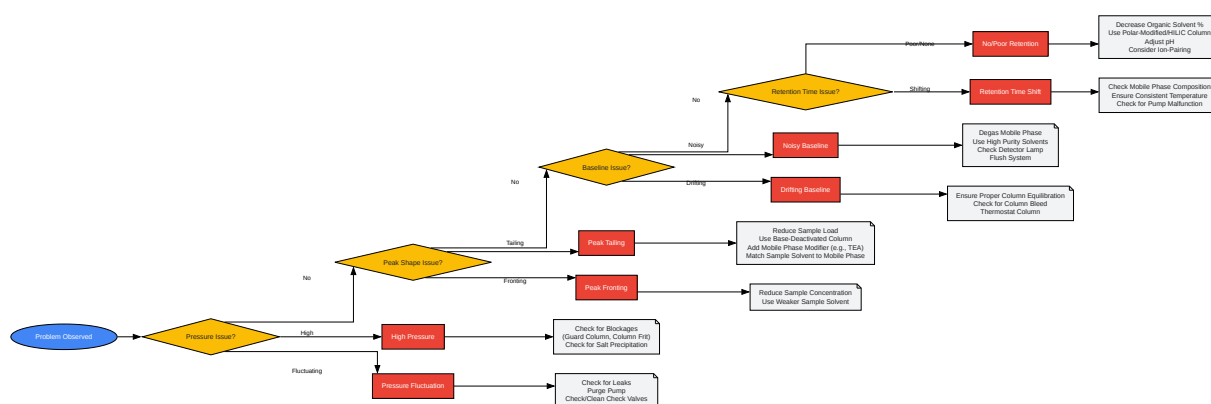 Decrease Organic Solvent %
Use Polar-Modified/HILIC Column
Adjust pH
Consider Ion-Pairing
Poor/None
No/Poor Retention
Retention Time Issue?
Shifting
Retention Time Shift
Check Mobile Phase Composition
Ensure Consistent Temperature
Check for Pump Malfunction
No
Noisy
Noisy Baseline
Degas Mobile Phase
Use High Purity Solvents
Check Detector Lamp
Flush System
Baseline Issue?
No
Drifting
Drifting Baseline
Ensure Proper Column Equilibration
Check for Column Bleed
Thermostat Column
Tailing
Peak Tailing
Reduce Sample Load
Use Base-Deactivated Column
Add Mobile Phase Modifier (e.g., TEA)
Match Sample Solvent to Mobile Phase
Peak Shape Issue?
No
Fronting
Peak Fronting
Reduce Sample Concentration
Use Weaker Sample Solvent
Problem Observed
Pressure Issue?
High
High Pressure
Check for Blockages
(Guard Column, Column Frit)
Check for Salt Precipitation
Fluctuating
Pressure Fluctuation
Check for Leaks
Purge Pump
Check/Clean Check Valves